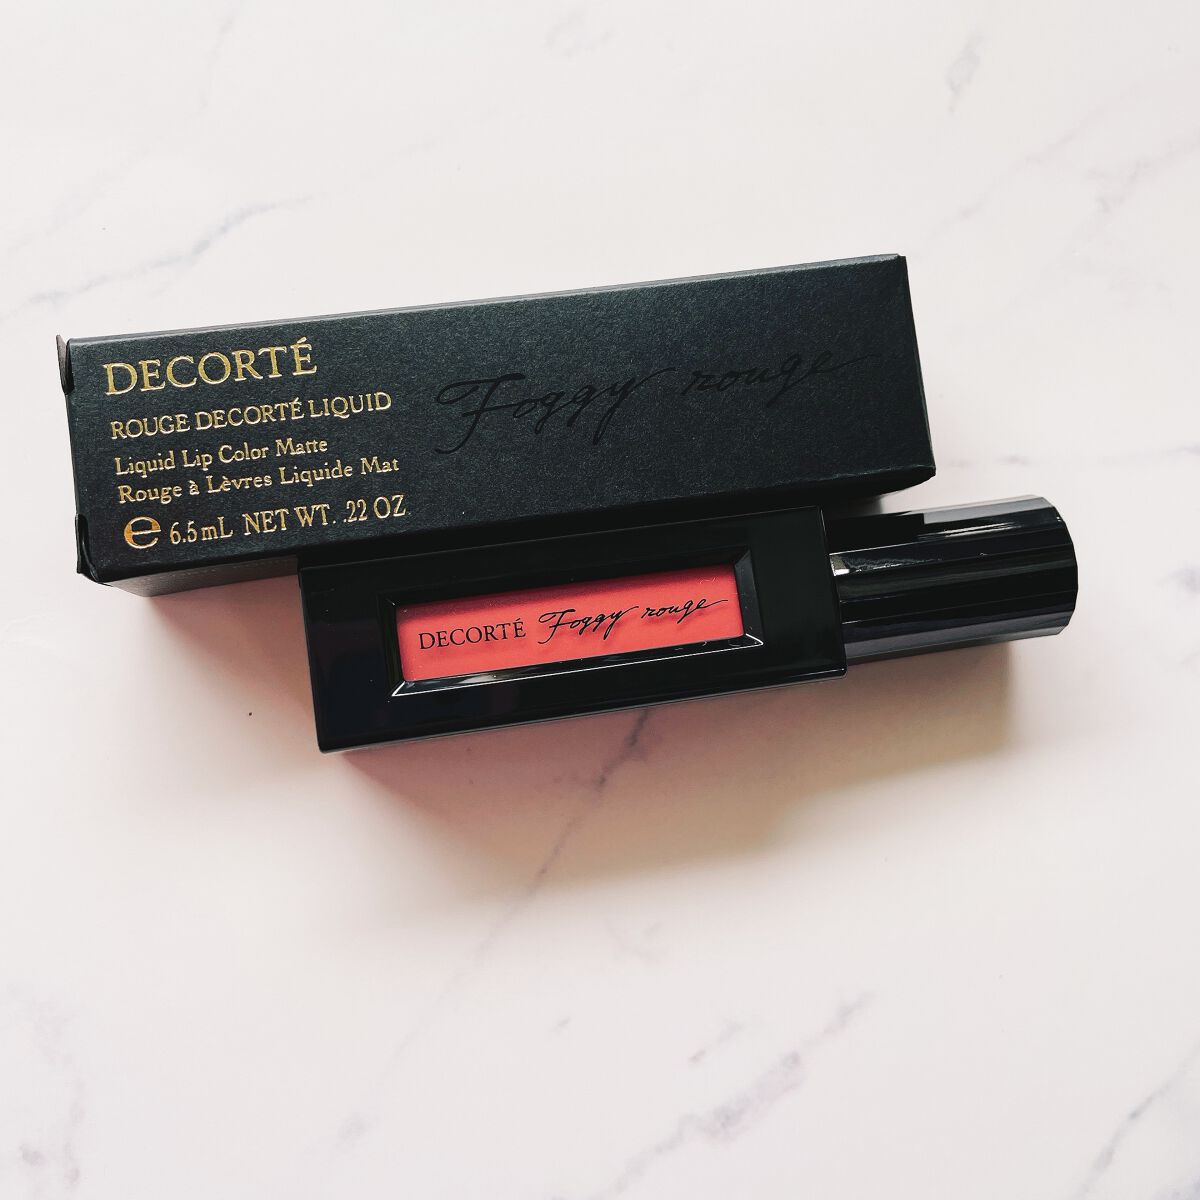 DECORTÉ
ROUGE DECORTÉ LIQUID
Liquid Lip Color Matte
Rouge à Lèvres Liquide Mat
℮ 6.5mL NET WT. .22 OZ.
Foggy rouge
DECORTÉ Foggy rouge